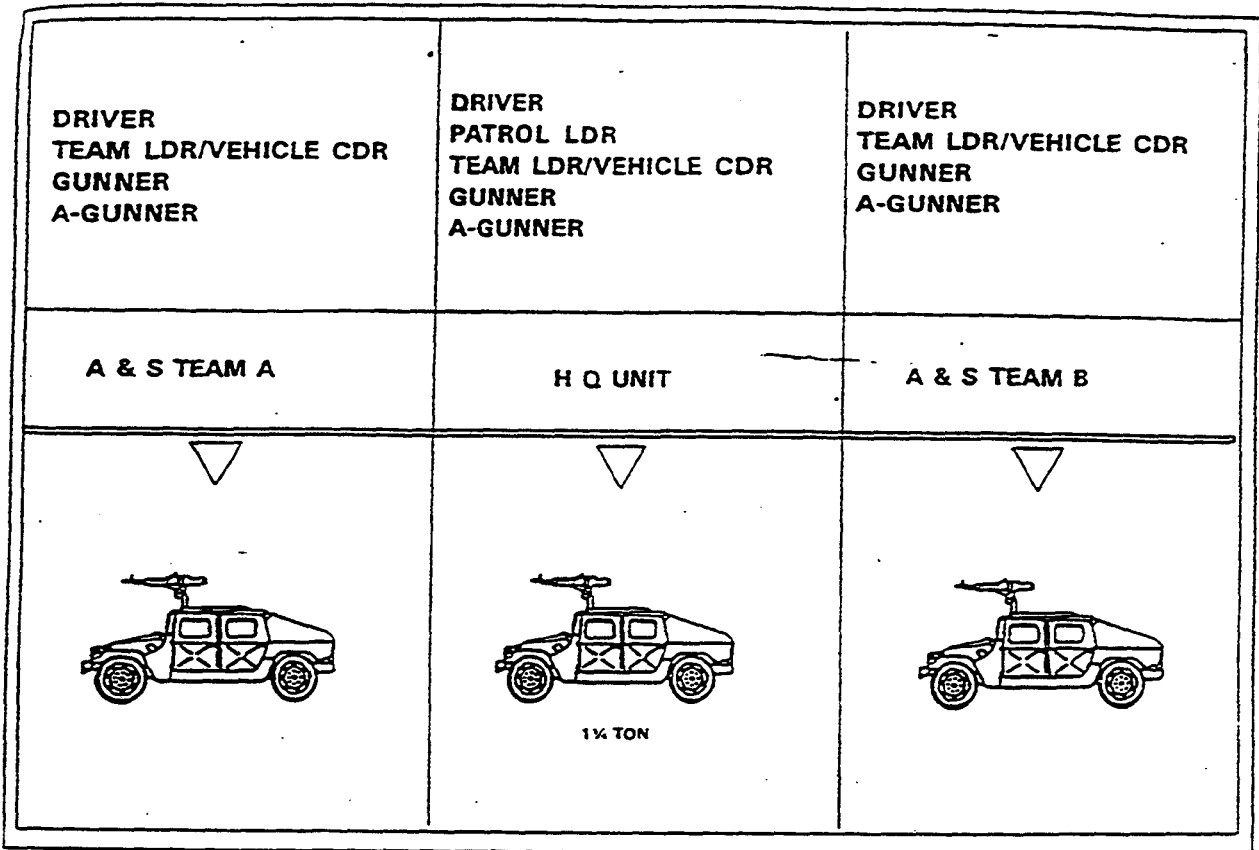 DRIVER
TEAM LDR/VEHICLE CDR
GUNNER
A-GUNNER
DRIVER
PATROL LDR
TEAM LDR/VEHICLE CDR
GUNNER
A-GUNNER
DRIVER
TEAM LDR/VEHICLE CDR
GUNNER
A-GUNNER
A & S TEAM A
H Q UNIT
A & S TEAM B
1¼ TON